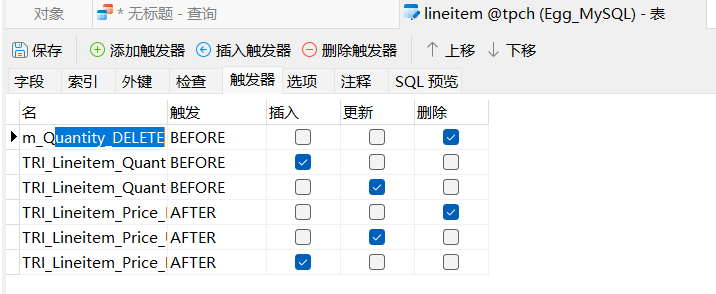 对象 * 无标题 - 查询 lineitem @tpch (Egg_MySQL) - 表
保存 添加触发器 插入触发器 删除触发器 上移 下移
字段 索引 外键 检查 触发器 选项 注释 SQL 预览
名 触发 插入 更新 删除
m_Quantity_DELETE BEFORE
TRI_Lineitem_Quant BEFORE
TRI_Lineitem_Quant BEFORE
TRI_Lineitem_Price_ AFTER
TRI_Lineitem_Price_ AFTER
TRI_Lineitem_Price_ AFTER